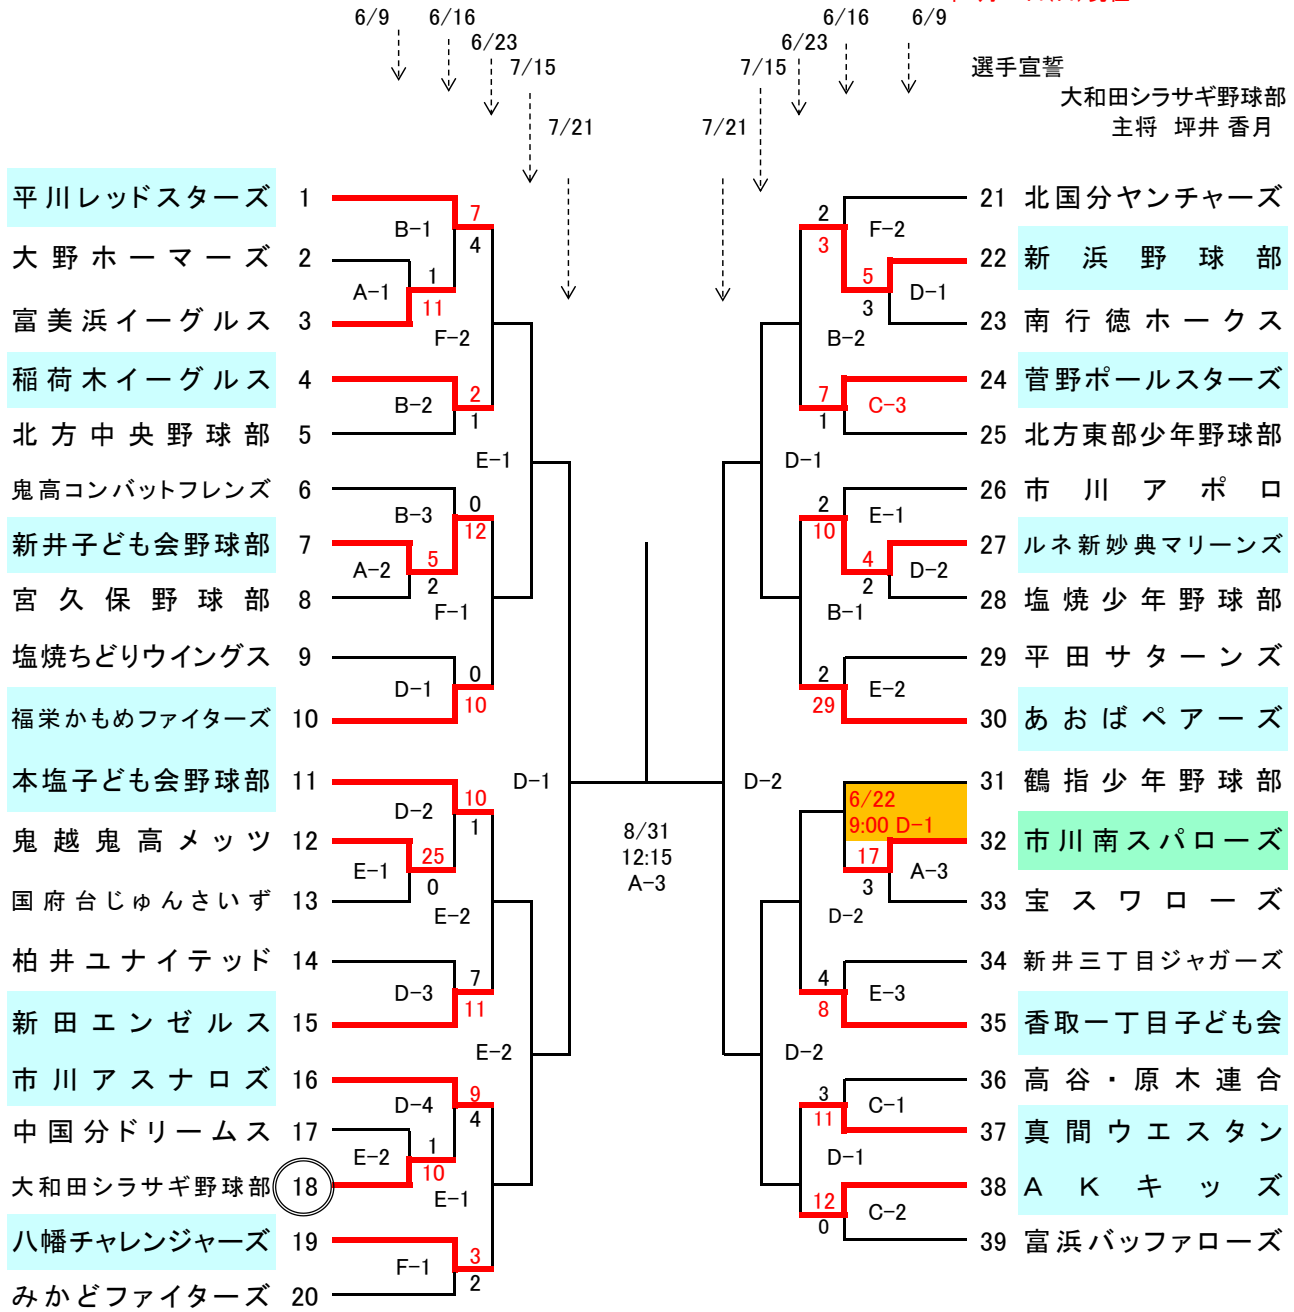 6/9
6/16
6/23
7/15
7/21
6/16
6/9
6/23
7/15
7/21
選手宣誓
大和田シラサギ野球部
主将 坪井 香月
平川レッドスターズ 1
大野ホーマーズ 2
富美浜イーグルス 3
稲荷木イーグルス 4
北方中央野球部 5
鬼高コンバットフレンズ 6
新井子ども会野球部 7
宮久保野球部 8
塩焼ちどりウイングス 9
福栄かもめファイターズ 10
本塩子ども会野球部 11
鬼越鬼高メッツ 12
国府台じゅんさいず 13
柏井ユナイテッド 14
新田エンゼルス 15
市川アスナロズ 16
中国分ドリームス 17
大和田シラサギ野球部 18
八幡チャレンジャーズ 19
みかどファイターズ 20
B-1
7
4
A-1
1
11
F-2
B-2
2
1
E-1
B-3
0
12
A-2
5
2
F-1
D-1
0
10
D-1
D-2
10
1
E-1
25
0
E-2
D-3
7
11
E-2
D-4
9
4
E-2
1
10
E-1
F-1
3
2
8/31
12:15
A-3
2
3
F-2
5
3
D-1
B-2
7
1
C-3
D-1
2
10
E-1
4
2
D-2
B-1
2
29
E-2
D-2
6/22
9:00 D-1
17
3
A-3
D-2
4
8
E-3
D-2
3
11
C-1
D-1
12
0
C-2
21 北国分ヤンチャーズ
22 新浜野球部
23 南行徳ホークス
24 菅野ポールスターズ
25 北方東部少年野球部
26 市川アポロ
27 ルネ新妙典マリーンズ
28 塩焼少年野球部
29 平田サターンズ
30 あおばペアーズ
31 鶴指少年野球部
32 市川南スパローズ
33 宝スワローズ
34 新井三丁目ジャガーズ
35 香取一丁目子ども会
36 高谷・原木連合
37 真間ウエスタン
38 AKキッズ
39 富浜バッファローズ